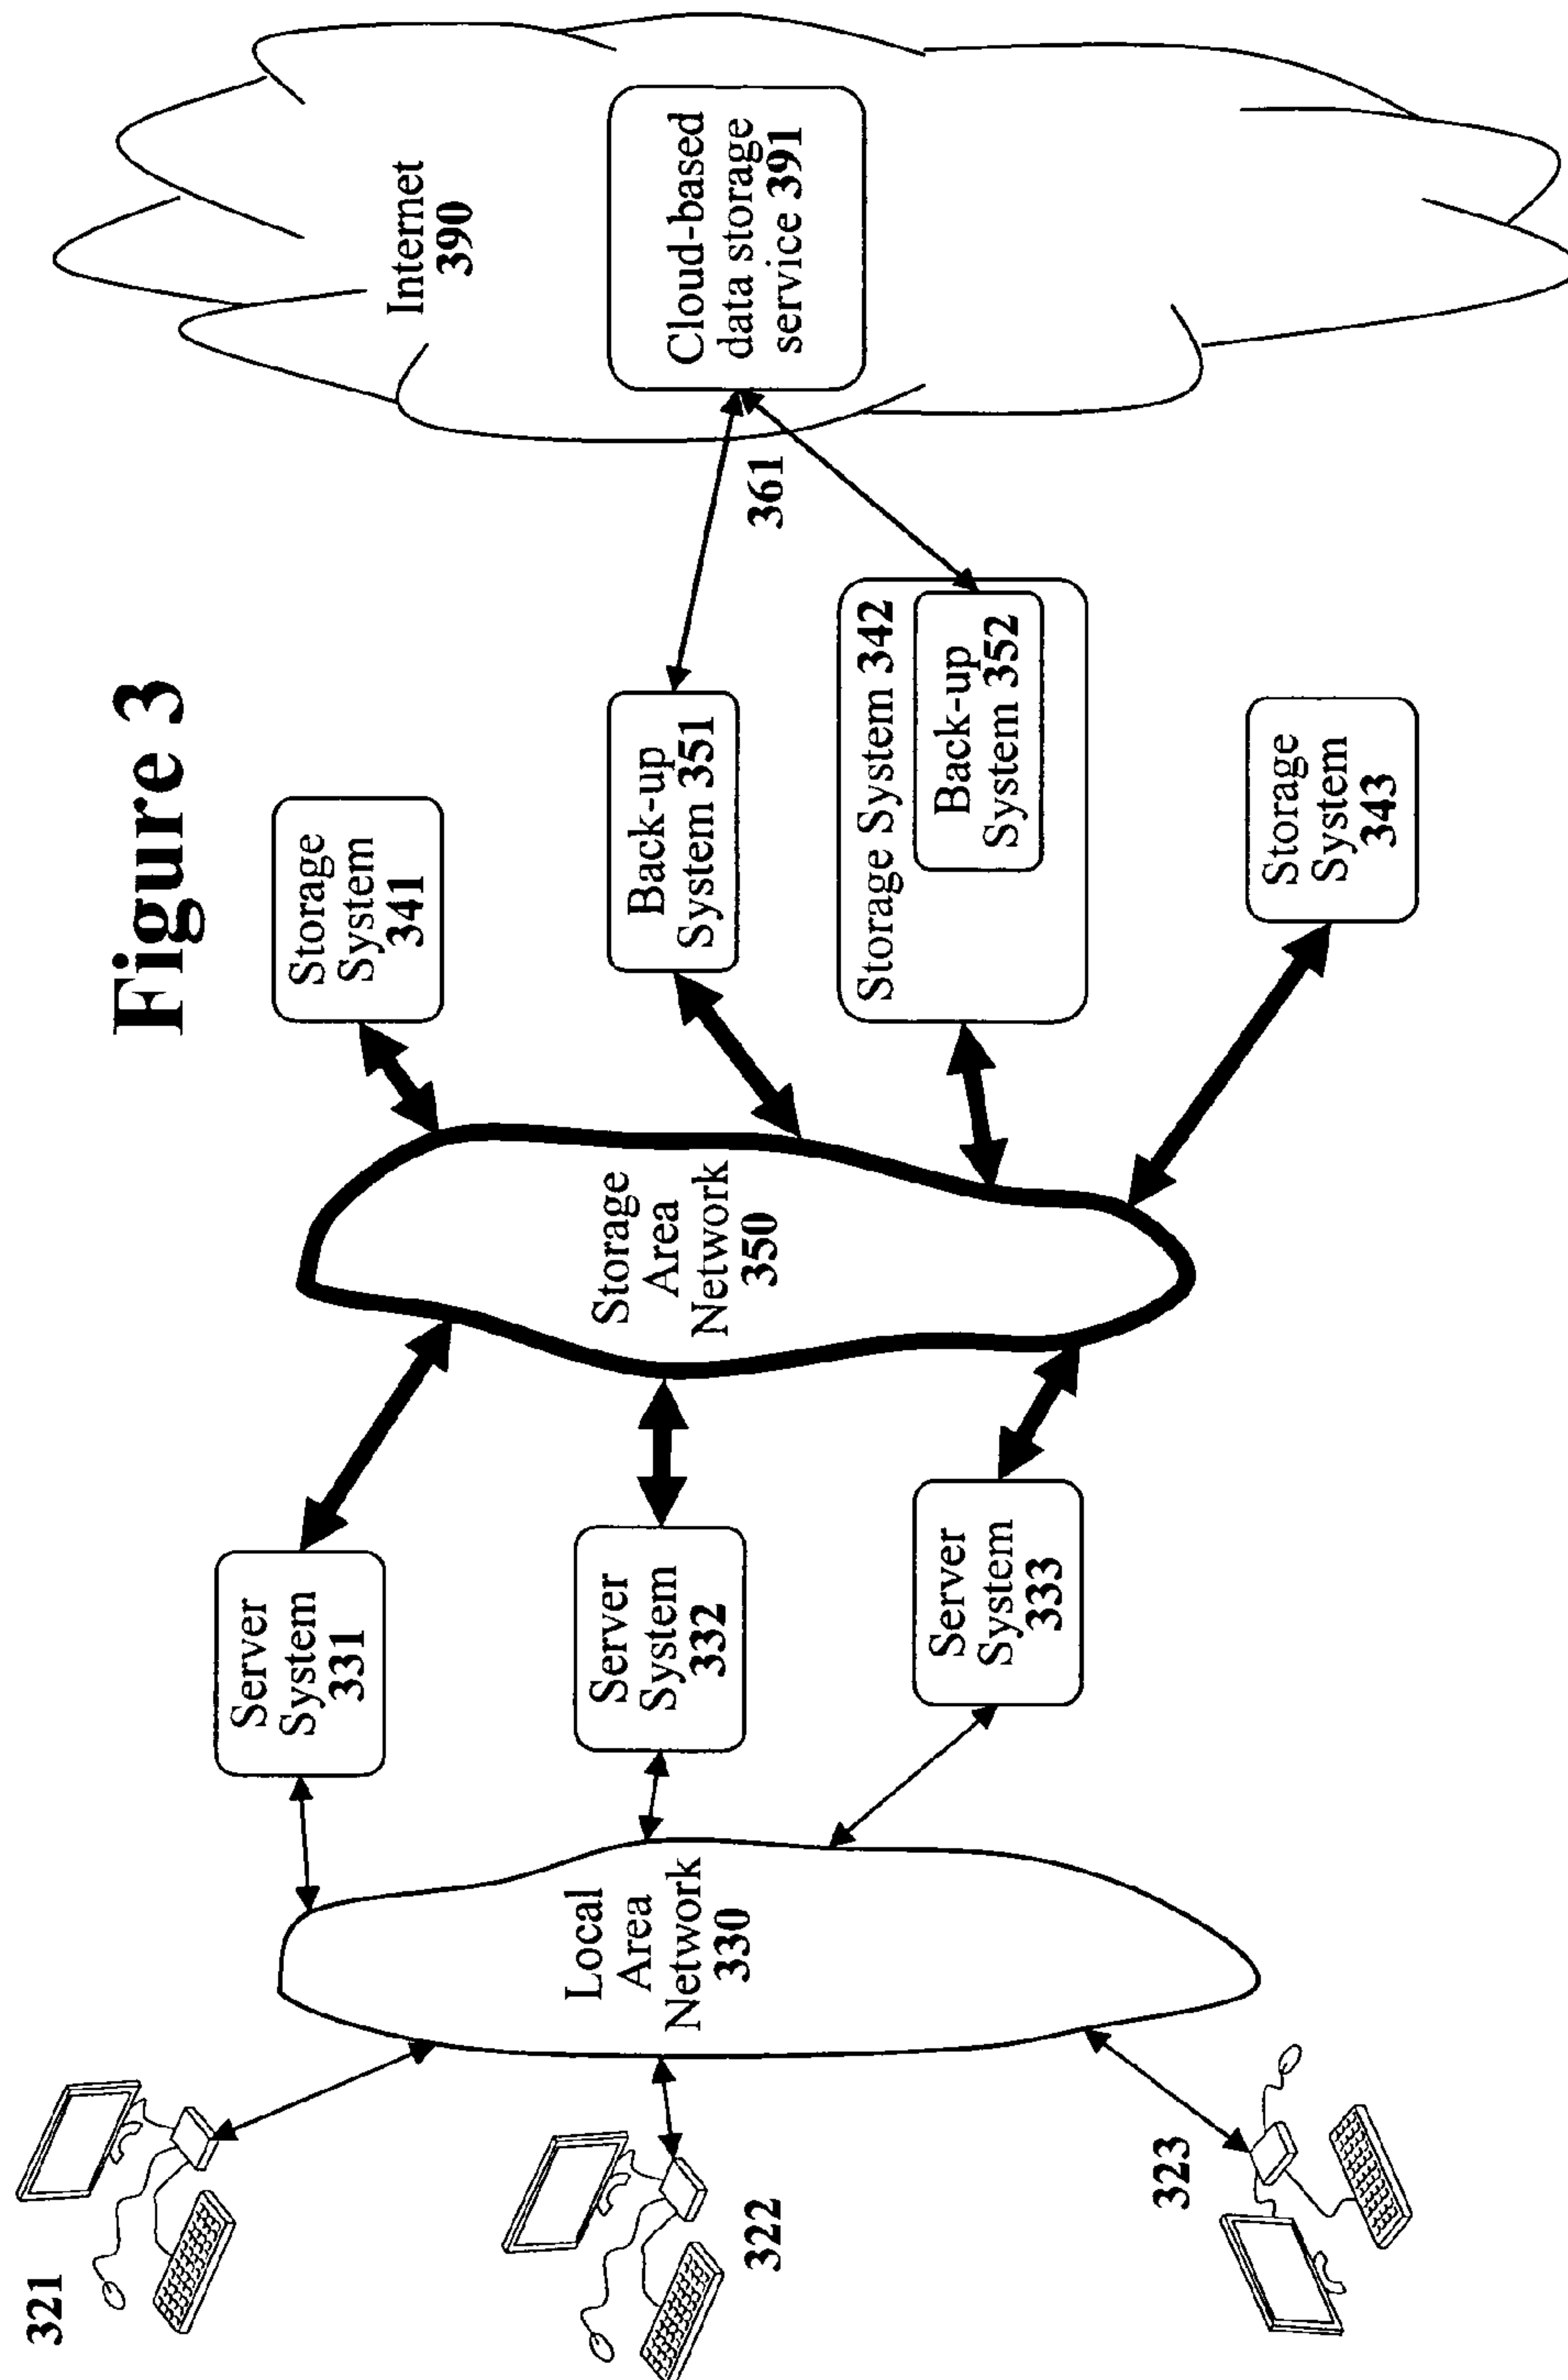 Figure 3
321
322
323
Local
Area
Network
330
Server
System
331
Server
System
332
Server
System
333
Storage
Area
Network
350
Storage
System
341
Back-up
System 351
Storage System 342
Back-up
System 352
Storage
System
343
361
Internet
390
Cloud-based
data storage
service 391